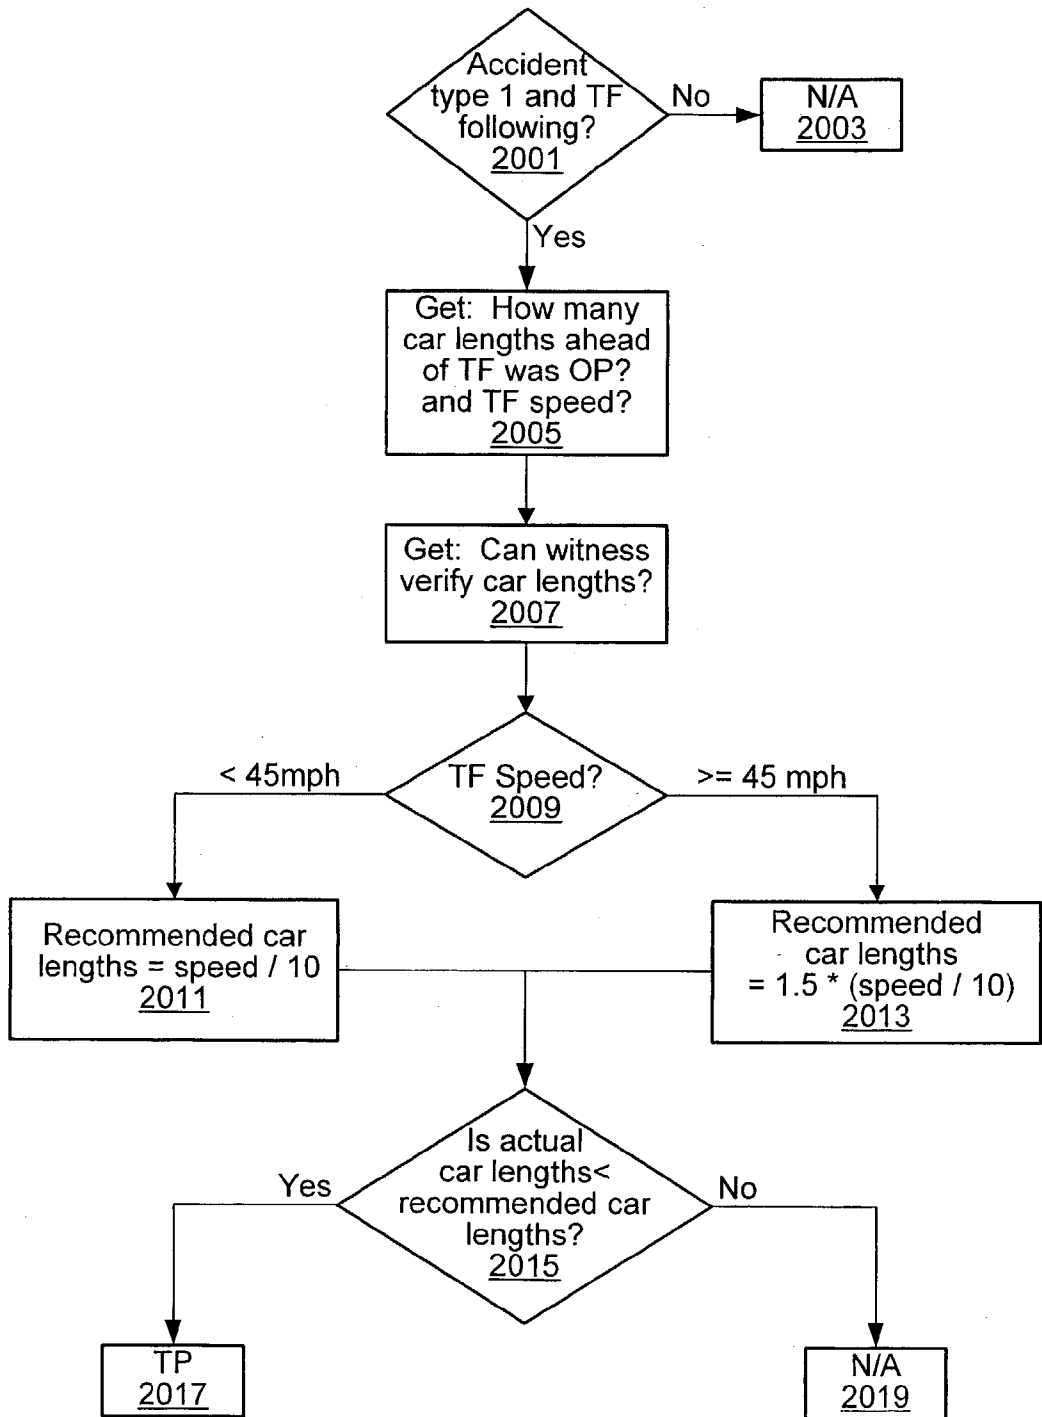 Accident
type 1 and TF
following?
2001
No
N/A
2003
Yes
Get: How many
car lengths ahead
of TF was OP?
and TF speed?
2005
Get: Can witness
verify car lengths?
2007
TF Speed?
2009
< 45mph
>= 45 mph
Recommended car
lengths = speed / 10
2011
Recommended
car lengths
= 1.5 * (speed / 10)
2013
Is actual
car lengths<
recommended car
lengths?
2015
Yes
No
TP
2017
N/A
2019